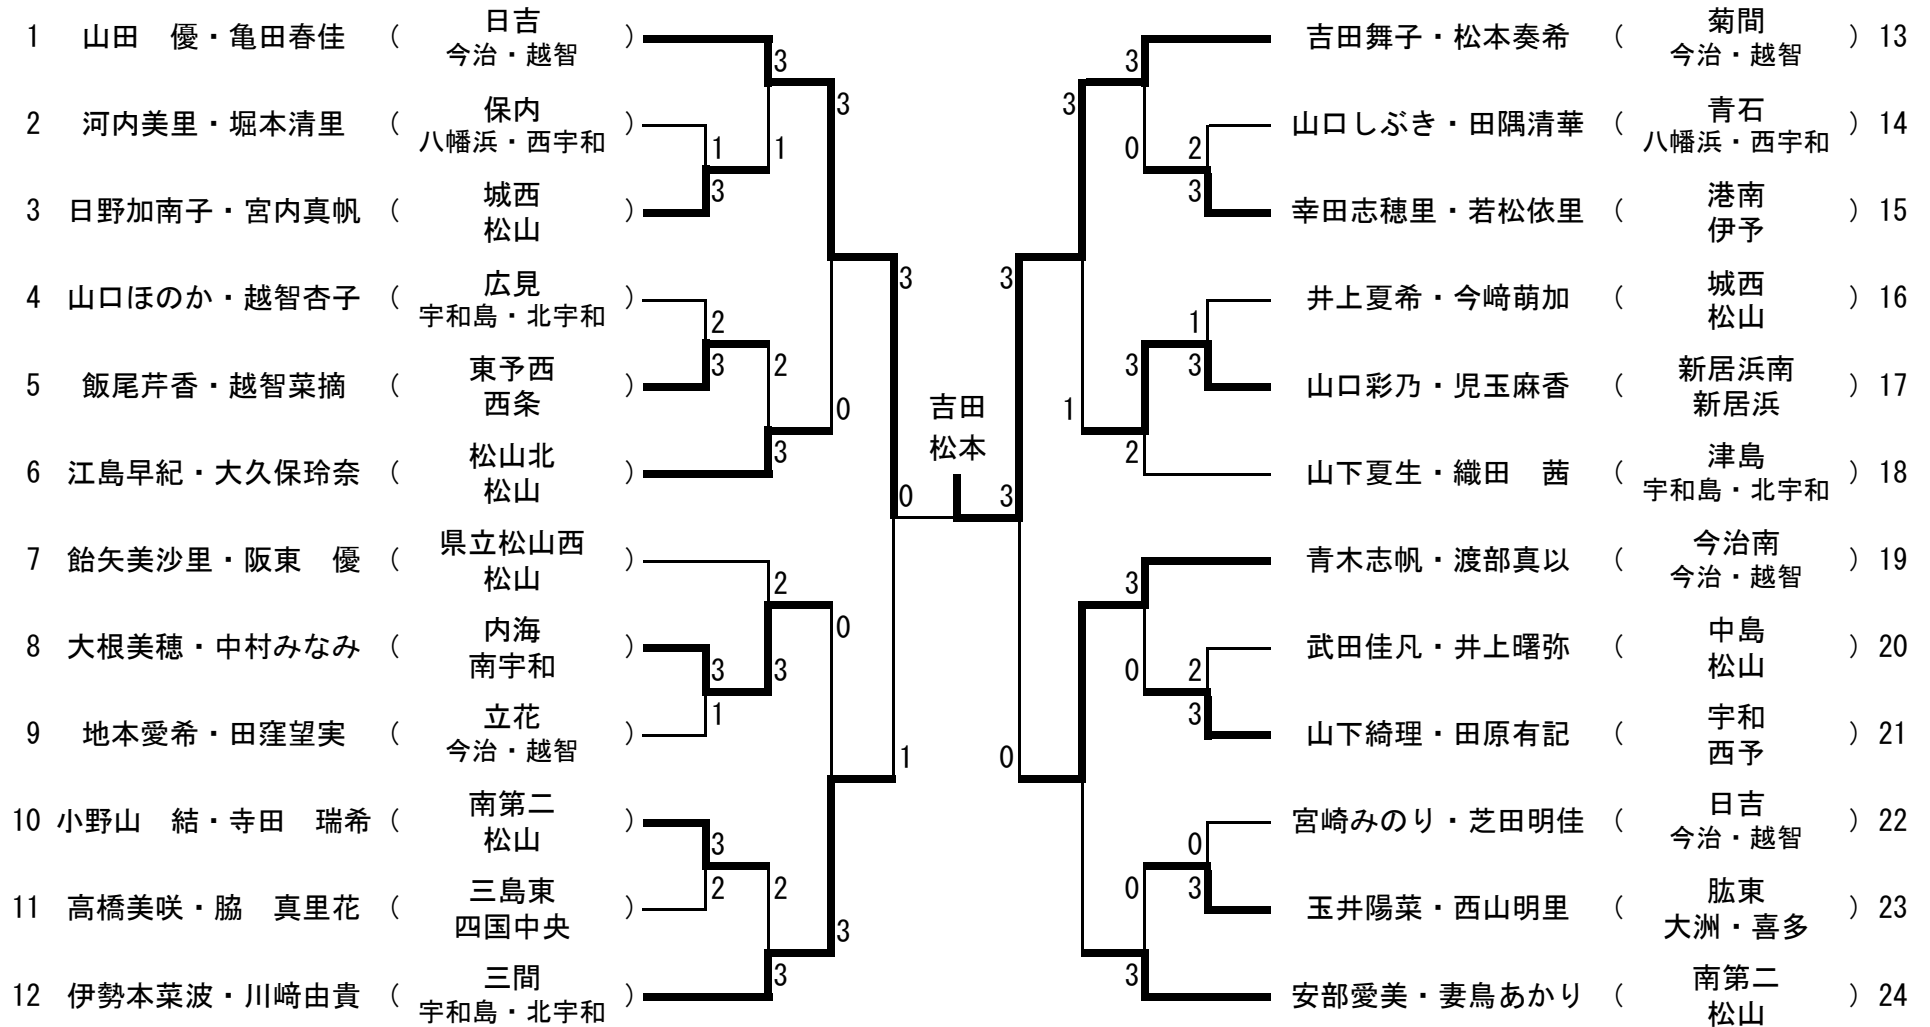 1 山田　優・亀田春佳 （ 日吉 今治・越智 ）
3
3
2 河内美里・堀本清里 （ 保内 八幡浜・西宇和 ）
1
1
3 日野加南子・宮内真帆 （ 城西 松山 ）
3
3
4 山口ほのか・越智杏子 （ 広見 宇和島・北宇和 ）
2
5 飯尾芹香・越智菜摘 （ 東予西 西条 ）
3
2
0
6 江島早紀・大久保玲奈 （ 松山北 松山 ）
3
0
7 飴矢美沙里・阪東　優 （ 県立松山西 松山 ）
2
0
8 大根美穂・中村みなみ （ 内海 南宇和 ）
3
3
9 地本愛希・田窪望実 （ 立花 今治・越智 ）
1
1
10 小野山　結・寺田　瑞希 （ 南第二 松山 ）
3
11 高橋美咲・脇　真里花 （ 三島東 四国中央 ）
2
2
3
12 伊勢本菜波・川﨑由貴 （ 三間 宇和島・北宇和 ）
3
吉田
松本
吉田舞子・松本奏希 （ 菊間 今治・越智 ） 13
3
3
山口しぶき・田隅清華 （ 青石 八幡浜・西宇和 ） 14
0
2
幸田志穂里・若松依里 （ 港南 伊予 ） 15
3
3
井上夏希・今﨑萌加 （ 城西 松山 ） 16
1
山口彩乃・児玉麻香 （ 新居浜南 新居浜 ） 17
3
3
1
山下夏生・織田　茜 （ 津島 宇和島・北宇和 ） 18
2
3
青木志帆・渡部真以 （ 今治南 今治・越智 ） 19
3
武田佳凡・井上曙弥 （ 中島 松山 ） 20
0
2
山下綺理・田原有記 （ 宇和 西予 ） 21
3
0
宮崎みのり・芝田明佳 （ 日吉 今治・越智 ） 22
0
玉井陽菜・西山明里 （ 肱東 大洲・喜多 ） 23
0
3
安部愛美・妻鳥あかり （ 南第二 松山 ） 24
3